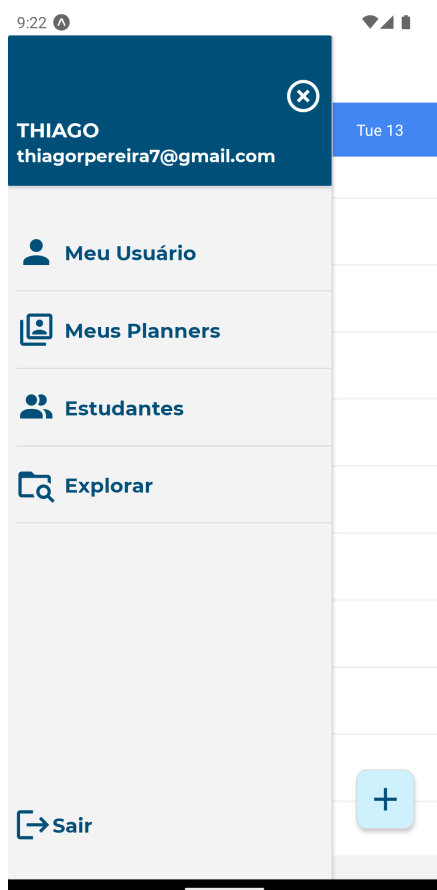 9:22
THIAGO
thiagorpereira7@gmail.com
Tue 13
Meu Usuário
Meus Planners
Estudantes
Explorar
Sair